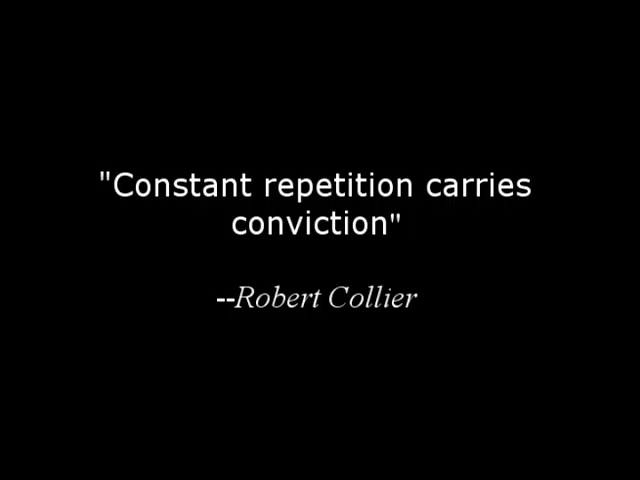 "Constant repetition carries
conviction"
--Robert Collier